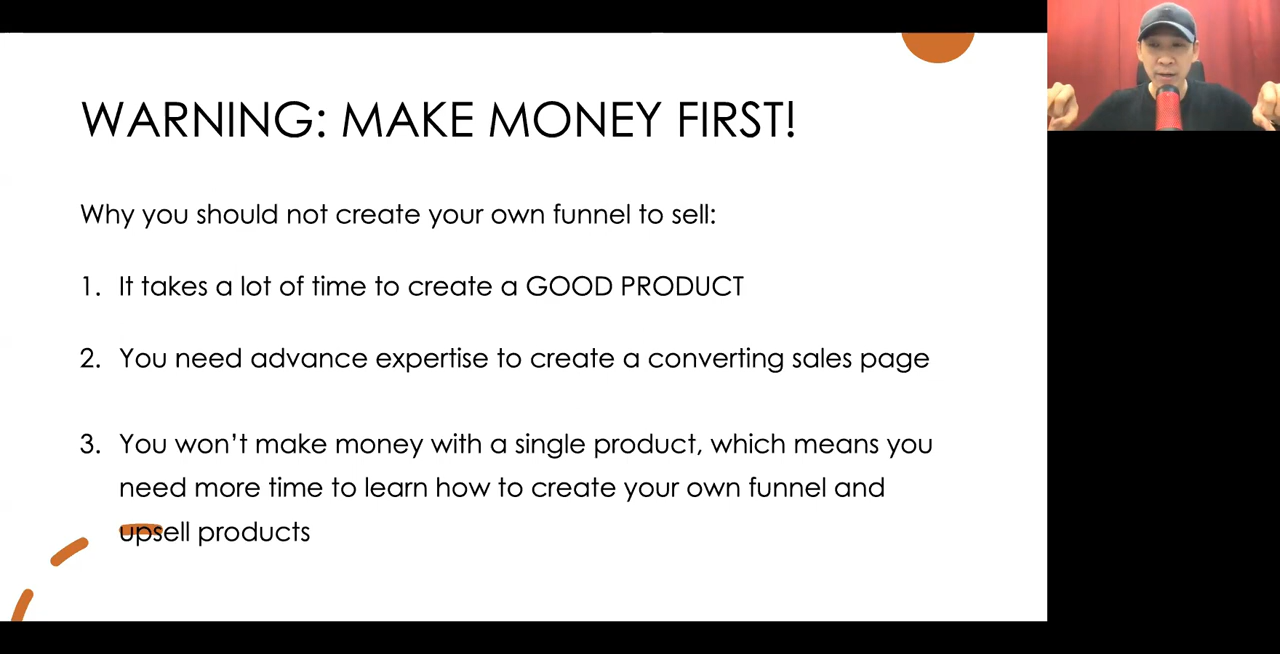 WARNING: MAKE MONEY FIRST!
Why you should not create your own funnel to sell:
1. It takes a lot of time to create a GOOD PRODUCT
2. You need advance expertise to create a converting sales page
3. You won't make money with a single product, which means you
need more time to learn how to create your own funnel and
upsell products